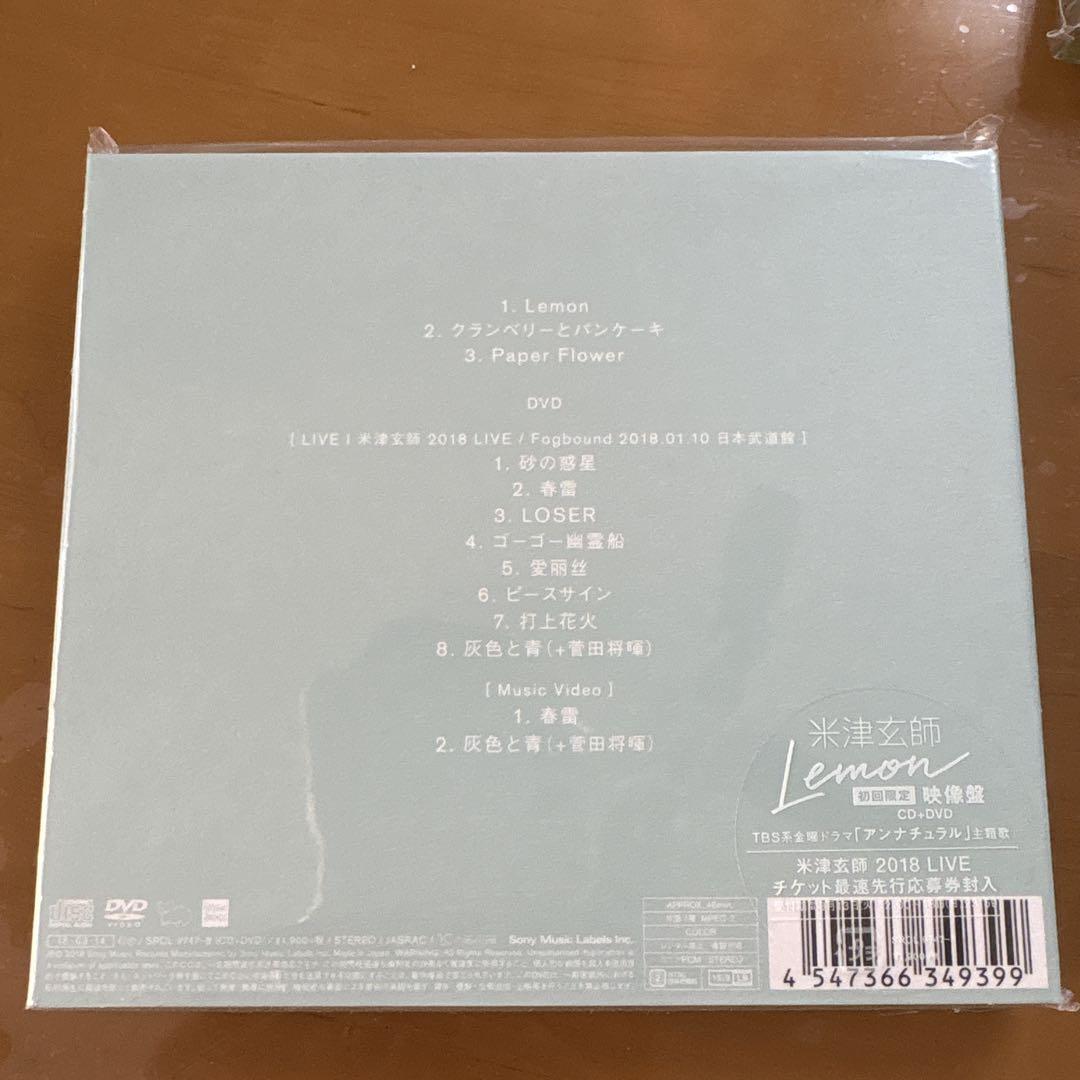 1. Lemon
2. クランベリーとパンケーキ
3. Paper Flower
DVD
[ LIVE | 米津玄師 2018 LIVE / Fogbound 2018.01.10 日本武道館 ]
1. 砂の惑星
2. 春雷
3. LOSER
4. ゴーゴー幽霊船
5. 愛丽丝
6. ピースサイン
7. 打上花火
8. 灰色と青(+菅田将暉)
[ Music Video ]
1. 春雷
2. 灰色と青(+菅田将暉)
米津玄師
Lemon
初回限定 映像盤
CD+DVD
TBS系金曜ドラマ「アンナチュラル」主題歌
米津玄師 2018 LIVE
チケット最速先行応募券封入
DVD
VIDEO
STEREO / JASRAC
Sony Music Labels Inc.
COLOR
4 547366 349399